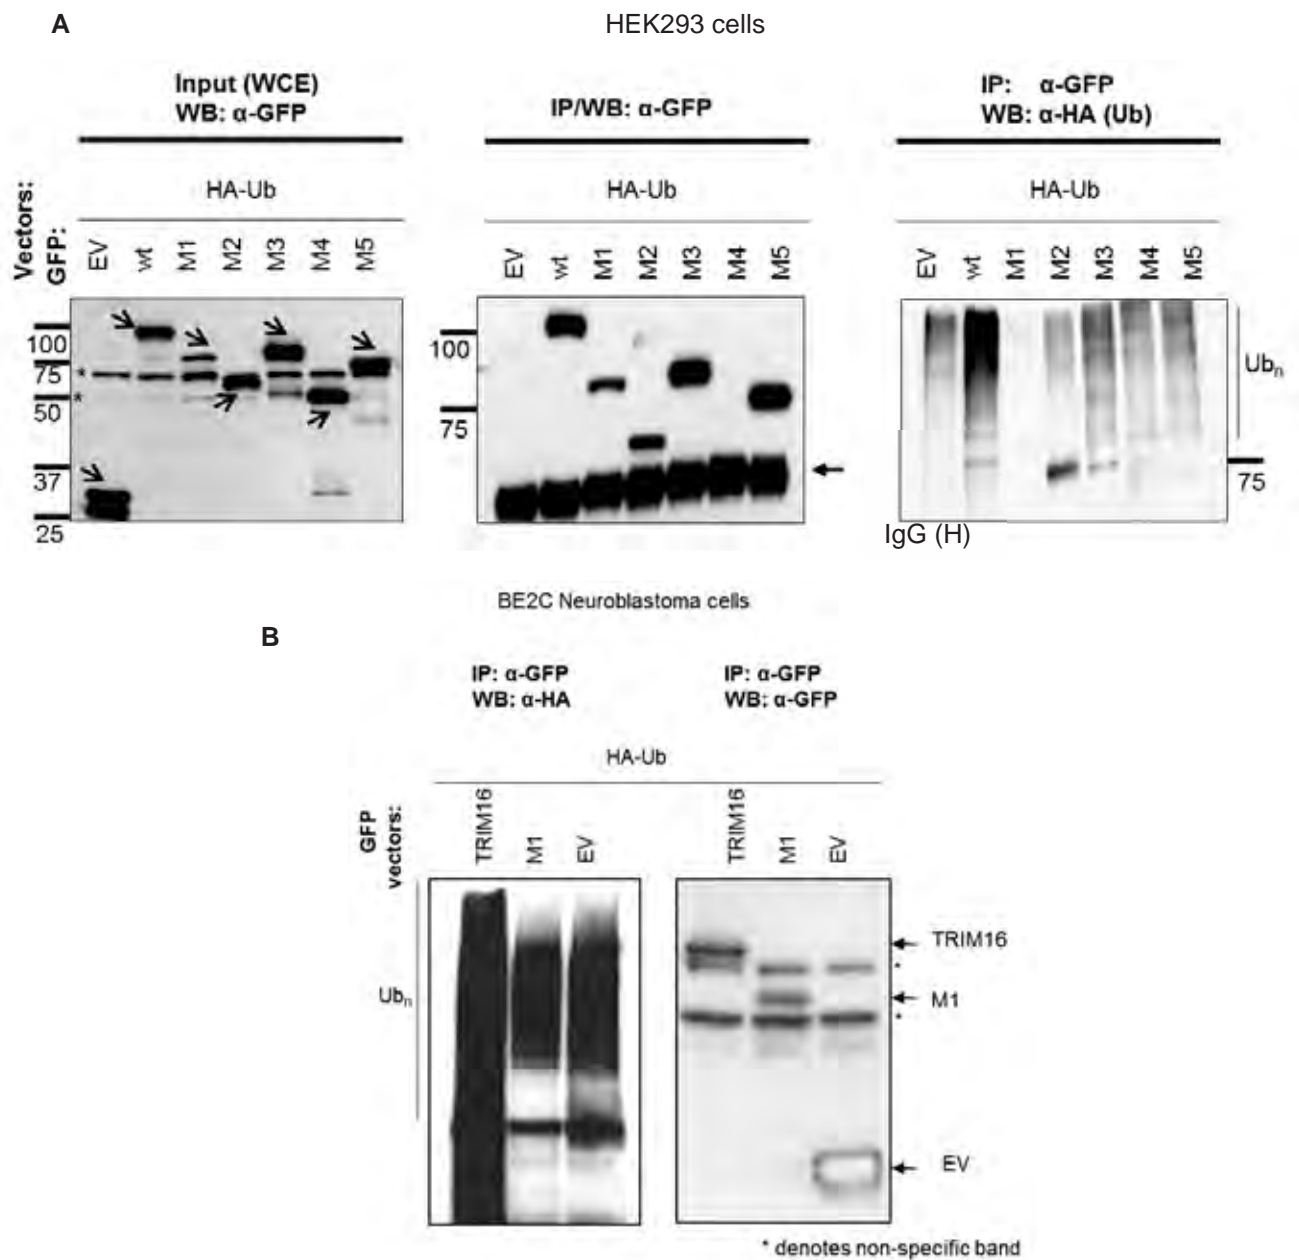 A
HEK293 cells
Input (WCE)
WB: α-GFP
IP/WB: α-GFP
IP: α-GFP
WB: α-HA (Ub)
HA-Ub
HA-Ub
HA-Ub
Vectors:
GFP:
EV wt M1 M2 M3 M4 M5
EV wt M1 M2 M3 M4 M5
EV wt M1 M2 M3 M4 M5
100
75 *
50 *
37
25
100
75
Ubn
75
IgG (H)
BE2C Neuroblastoma cells
B
IP: α-GFP
WB: α-HA
IP: α-GFP
WB: α-GFP
HA-Ub
GFP
vectors:
TRIM16 M1 EV
TRIM16 M1 EV
Ubn
TRIM16
*
M1
*
EV
* denotes non-specific band